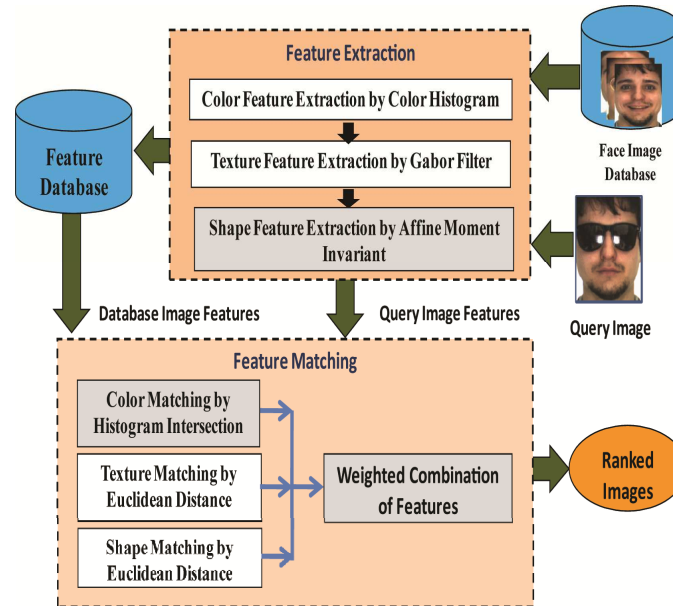 Feature Extraction
Color Feature Extraction by Color Histogram
Texture Feature Extraction by Gabor Filter
Shape Feature Extraction by Affine Moment
Invariant
Face Image
Database
Feature
Database
Query Image
Database Image Features
Query Image Features
Feature Matching
Color Matching by
Histogram Intersection
Texture Matching by
Euclidean Distance
Shape Matching by
Euclidean Distance
Weighted Combination
of Features
Ranked
Images